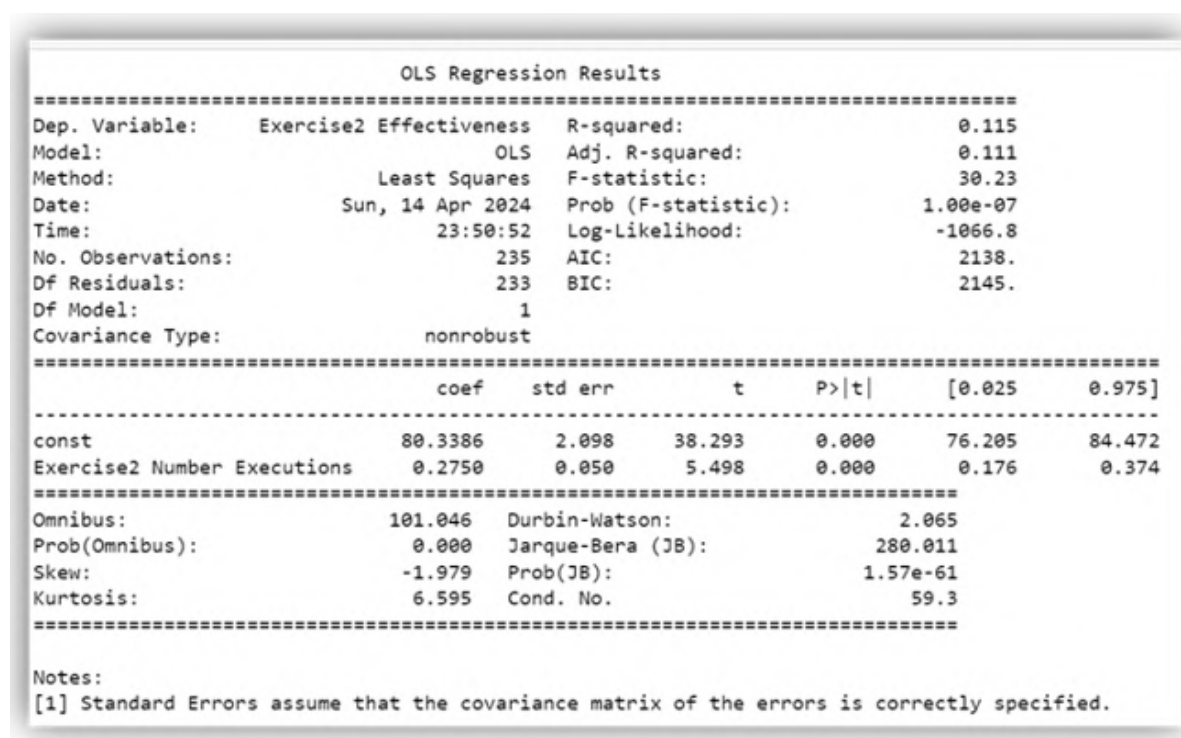 OLS Regression Results
==============================================================================
Dep. Variable:     Exercise2 Effectiveness   R-squared:                       0.115
Model:                                 OLS   Adj. R-squared:                  0.111
Method:                      Least Squares   F-statistic:                     30.23
Date:                     Sun, 14 Apr 2024   Prob (F-statistic):           1.00e-07
Time:                             23:50:52   Log-Likelihood:                -1066.8
No. Observations:                      235   AIC:                             2138.
Df Residuals:                          233   BIC:                             2145.
Df Model:                                1
Covariance Type:                 nonrobust
==============================================================================
coef    std err          t      P>|t|      [0.025      0.975]
------------------------------------------------------------------------------
const                         80.3386      2.098     38.293      0.000      76.205      84.472
Exercise2 Number Executions     0.2750      0.050      5.498      0.000       0.176       0.374
==============================================================================
Omnibus:                      101.046   Durbin-Watson:                   2.065
Prob(Omnibus):                  0.000   Jarque-Bera (JB):              280.011
Skew:                          -1.979   Prob(JB):                     1.57e-61
Kurtosis:                       6.595   Cond. No.                         59.3
==============================================================================
Notes:
[1] Standard Errors assume that the covariance matrix of the errors is correctly specified.